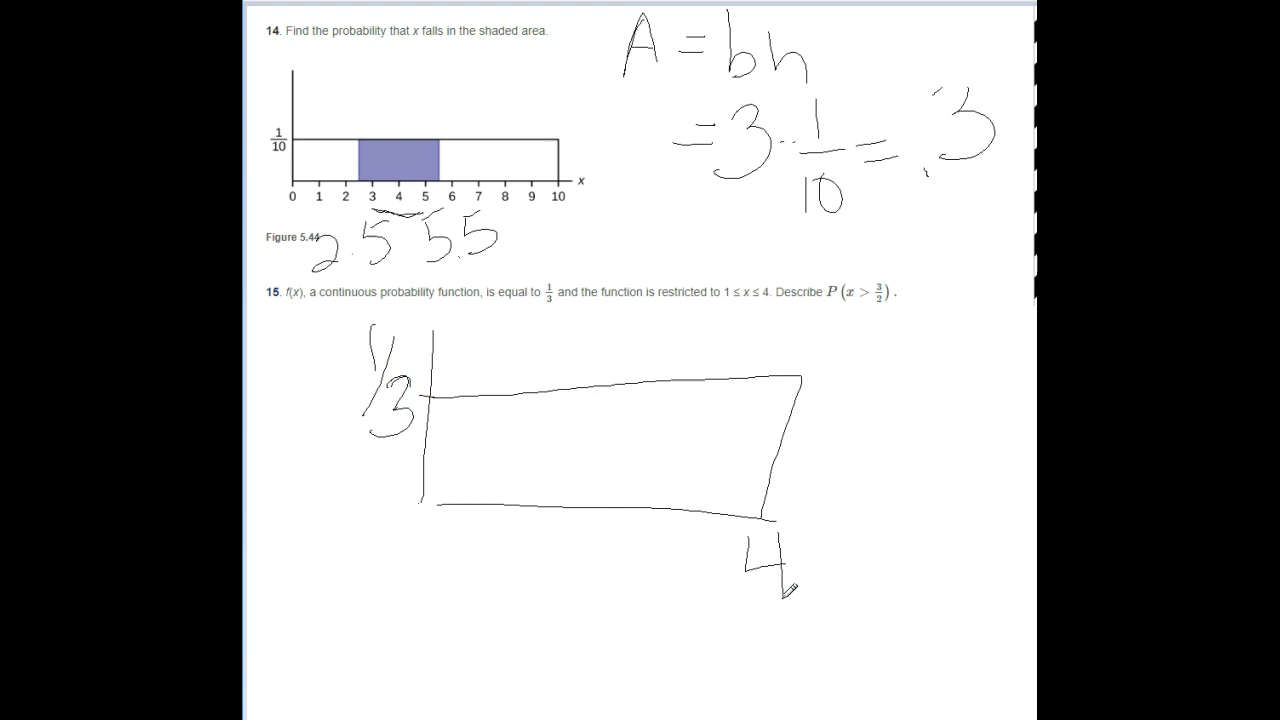 14. Find the probability that x falls in the shaded area.
A = bh
= 3 · 1/10 = .3
1/10
x
0 1 2 3 4 5 6 7 8 9 10
Figure 5.44
2.5 5.5
15. f(x), a continuous probability function, is equal to 1/3 and the function is restricted to 1 ≤ x ≤ 4. Describe P(x > 3/2).
1/3
4